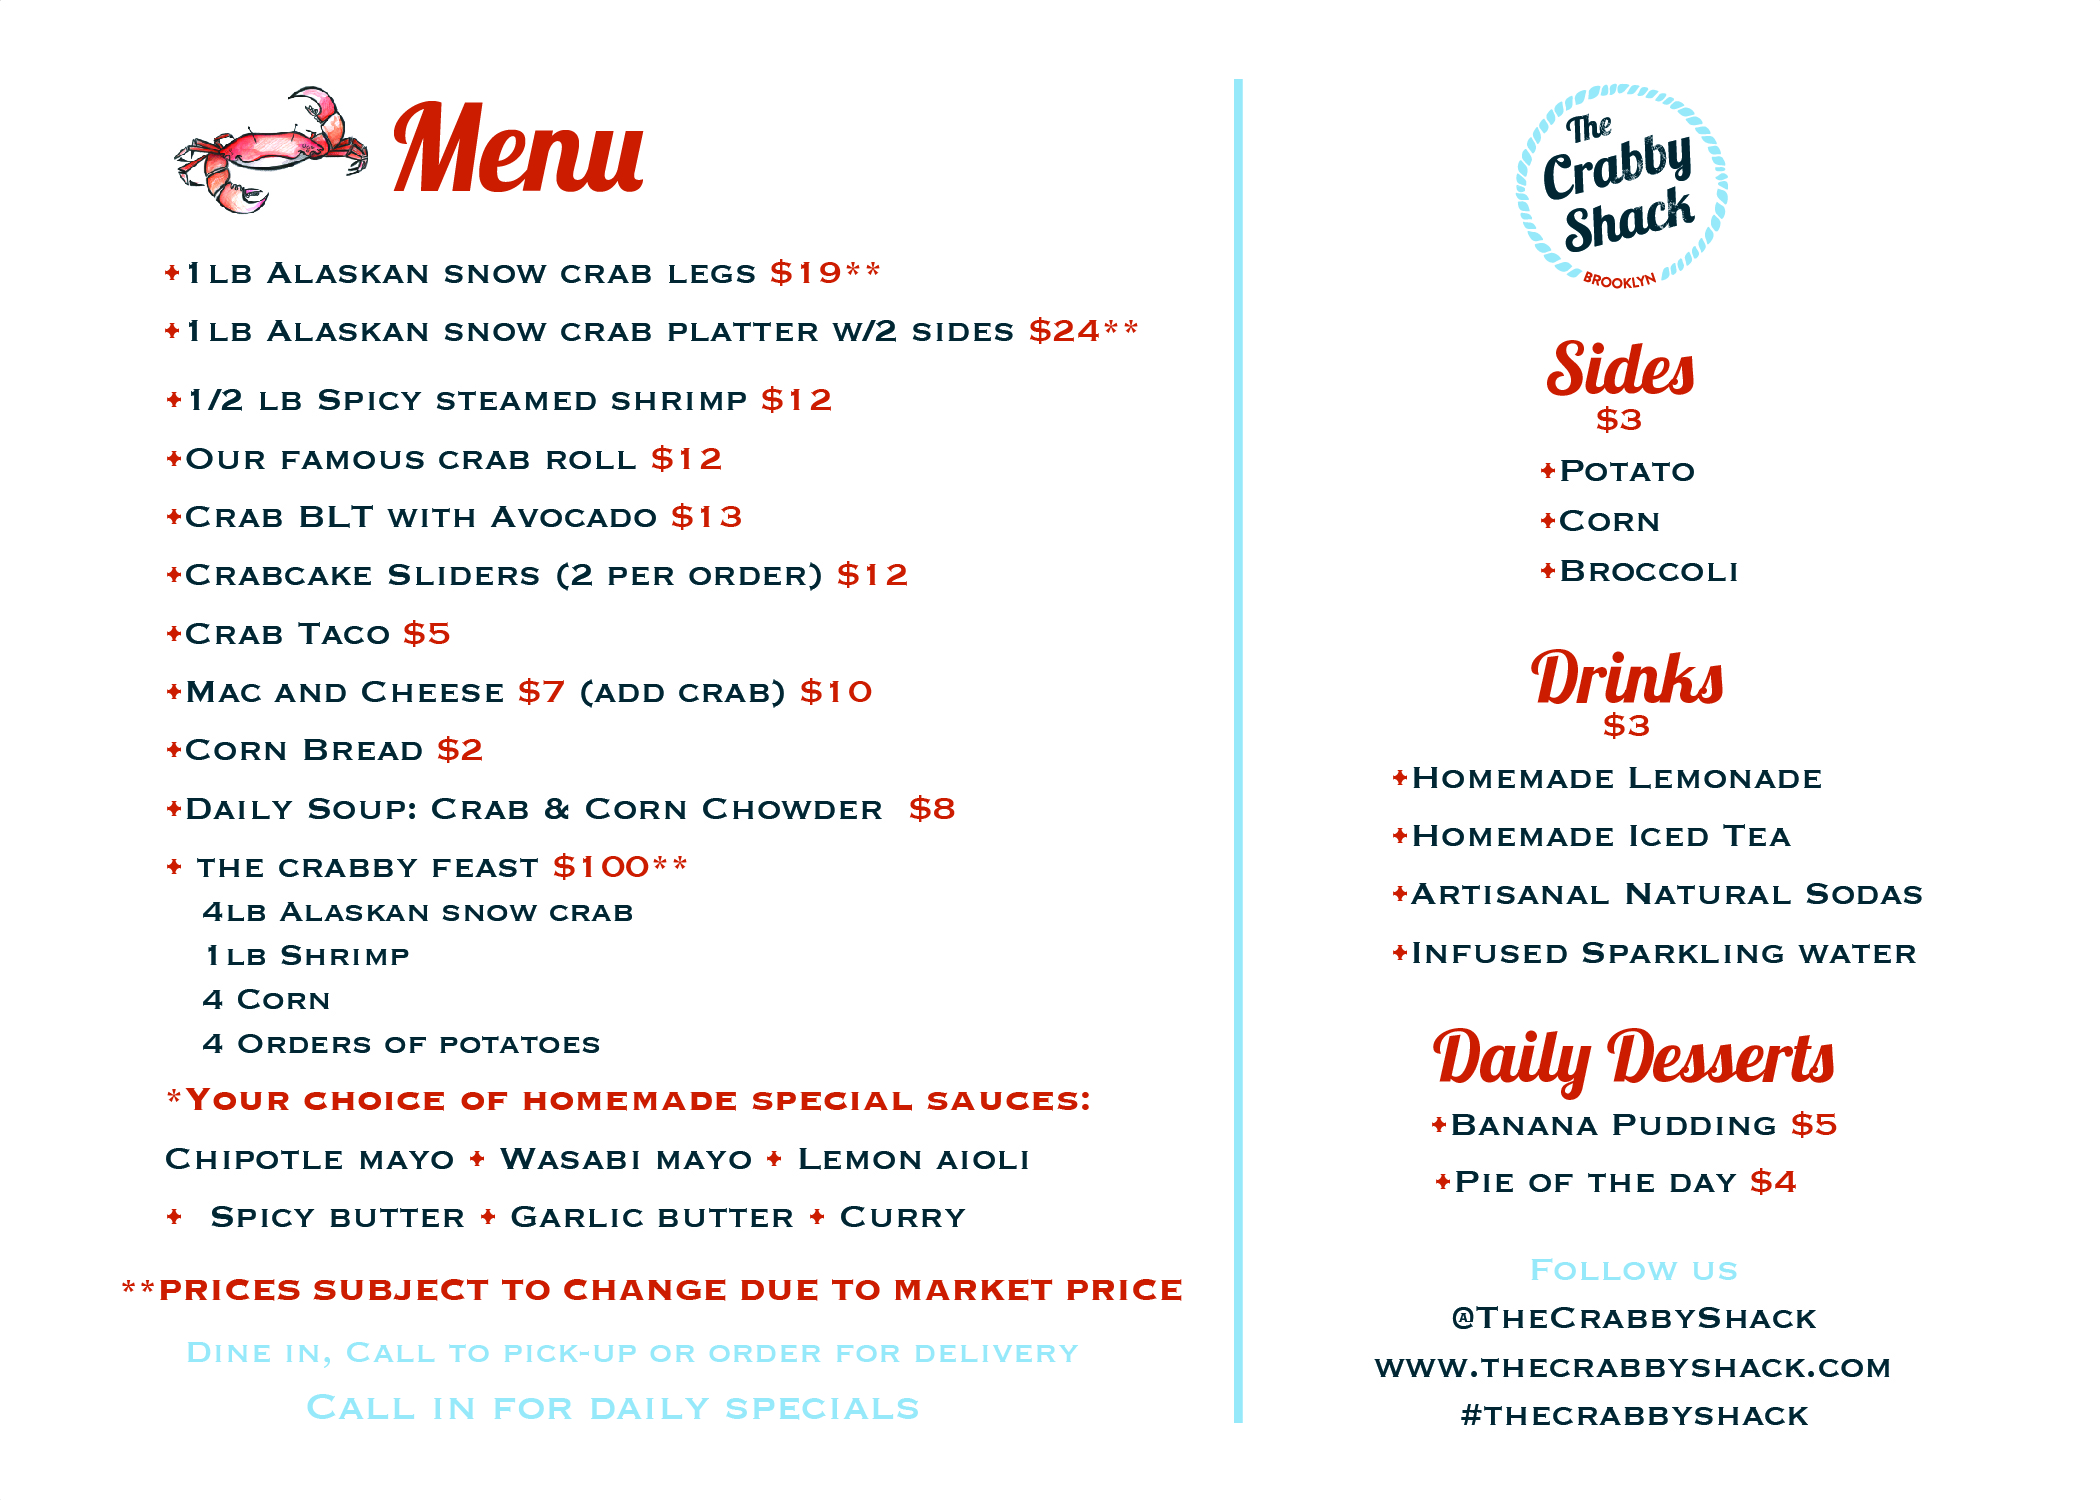 Menu
1lb Alaskan snow crab legs $19**
1lb Alaskan snow crab platter w/2 sides $24**
1/2 lb Spicy steamed shrimp $12
Our famous crab roll $12
Crab BLT with Avocado $13
Crabcake Sliders (2 per order) $12
Crab Taco $5
Mac and Cheese $7 (add crab) $10
Corn Bread $2
Daily Soup: Crab & Corn Chowder $8
the crabby feast $100**
4lb Alaskan snow crab
1lb Shrimp
4 Corn
4 Orders of potatoes
*Your choice of homemade special sauces:
Chipotle mayo + Wasabi mayo + Lemon aioli
+ Spicy butter + Garlic butter + Curry
**prices subject to change due to market price
Dine in, Call to pick-up or order for delivery
Call in for daily specials
The
Crabby
Shack
BROOKLYN
Sides
$3
Potato
Corn
Broccoli
Drinks
$3
Homemade Lemonade
Homemade Iced Tea
Artisanal Natural Sodas
Infused Sparkling water
Daily Desserts
Banana Pudding $5
Pie of the day $4
Follow us
@TheCrabbyShack
www.thecrabbyshack.com
#thecrabbyshack